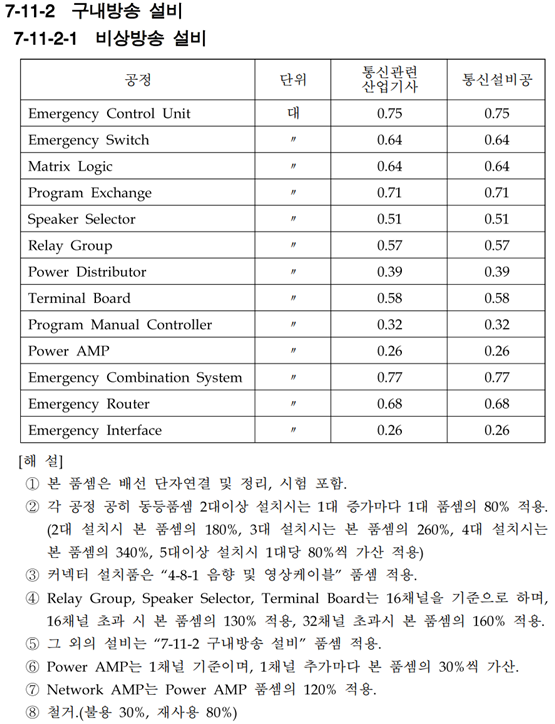 7-11-2 구내방송 설비
7-11-2-1 비상방송 설비
공정 단위 통신관련 산업기사 통신설비공
Emergency Control Unit 대 0.75 0.75
Emergency Switch 〃 0.64 0.64
Matrix Logic 〃 0.64 0.64
Program Exchange 〃 0.71 0.71
Speaker Selector 〃 0.51 0.51
Relay Group 〃 0.57 0.57
Power Distributor 〃 0.39 0.39
Terminal Board 〃 0.58 0.58
Program Manual Controller 〃 0.32 0.32
Power AMP 〃 0.26 0.26
Emergency Combination System 〃 0.77 0.77
Emergency Router 〃 0.68 0.68
Emergency Interface 〃 0.26 0.26
[해 설]
① 본 품셈은 배선 단자연결 및 정리, 시험 포함.
② 각 공정 공히 동등품셈 2대이상 설치시는 1대 증가마다 1대 품셈의 80% 적용.
(2대 설치시 본 품셈의 180%, 3대 설치시는 본 품셈의 260%, 4대 설치시는
본 품셈의 340%, 5대이상 설치시 1대당 80%씩 가산 적용)
③ 커넥터 설치품은 “4-8-1 음향 및 영상케이블” 품셈 적용.
④ Relay Group, Speaker Selector, Terminal Board는 16채널을 기준으로 하며,
16채널 초과 시 본 품셈의 130% 적용, 32채널 초과시 본 품셈의 160% 적용.
⑤ 그 외의 설비는 “7-11-2 구내방송 설비” 품셈 적용.
⑥ Power AMP는 1채널 기준이며, 1채널 추가마다 본 품셈의 30%씩 가산.
⑦ Network AMP는 Power AMP 품셈의 120% 적용.
⑧ 철거.(불용 30%, 재사용 80%)